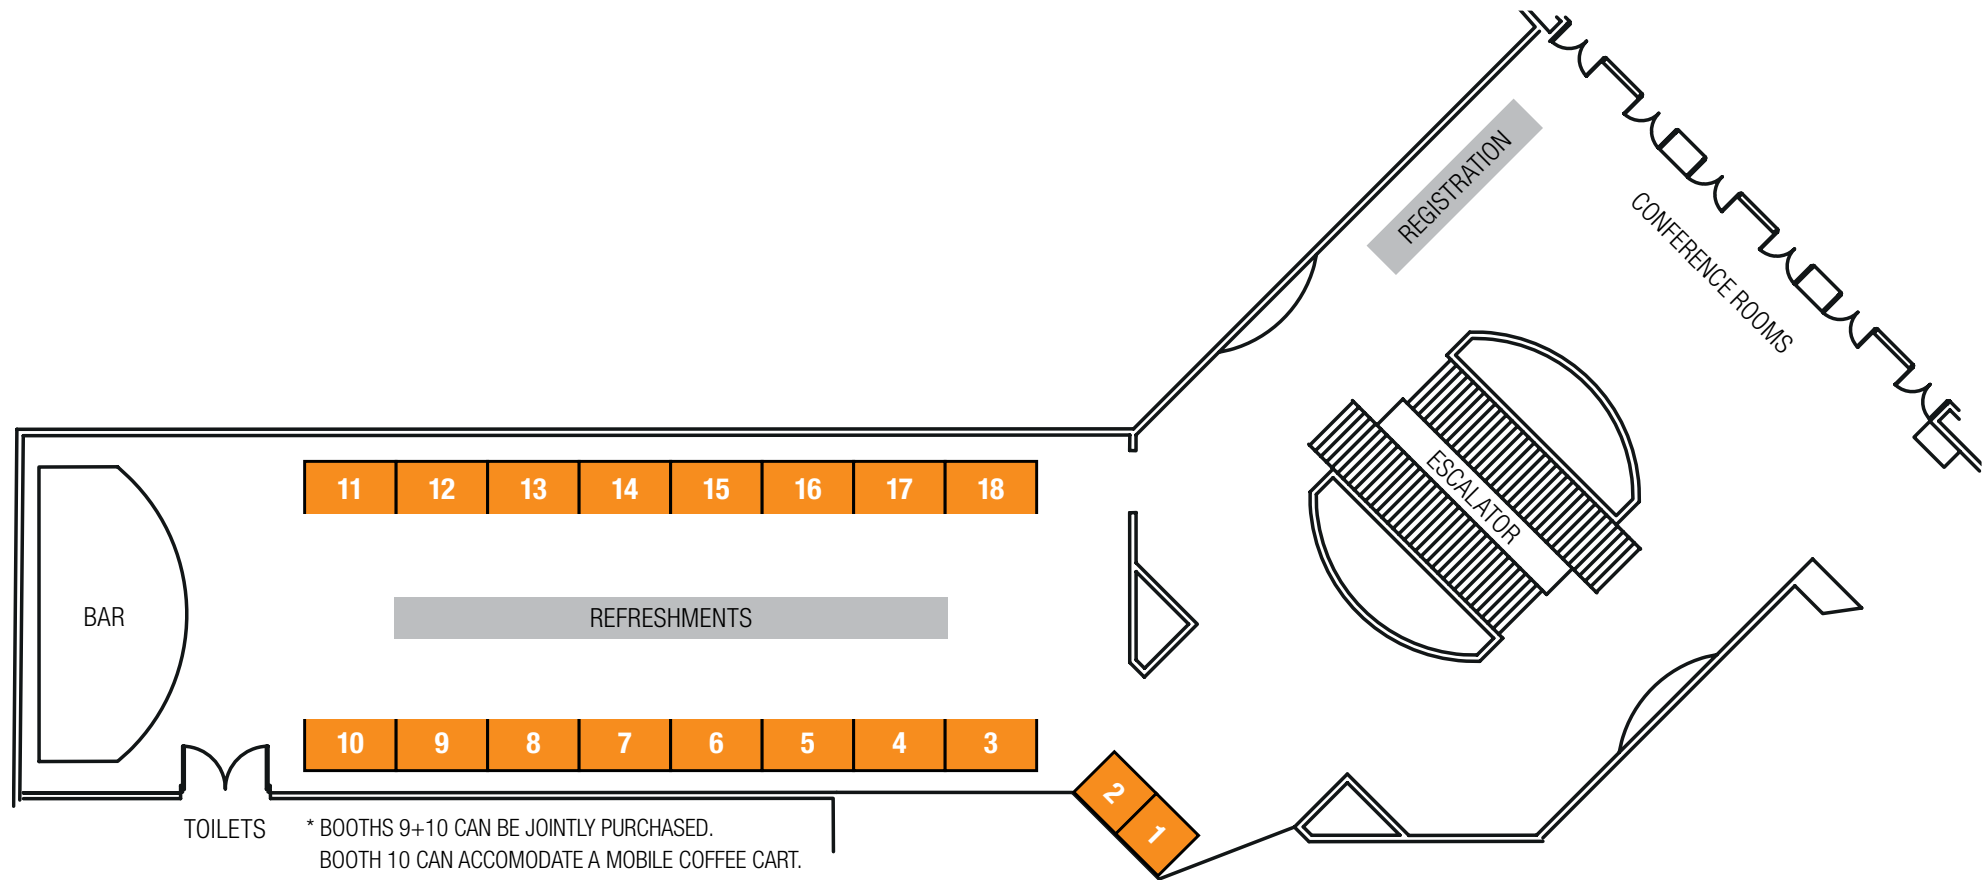 REGISTRATION
CONFERENCE ROOMS
ESCALATOR
11 12 13 14 15 16 17 18
BAR
REFRESHMENTS
10 9 8 7 6 5 4 3
2
1
TOILETS
* BOOTHS 9+10 CAN BE JOINTLY PURCHASED.
BOOTH 10 CAN ACCOMODATE A MOBILE COFFEE CART.